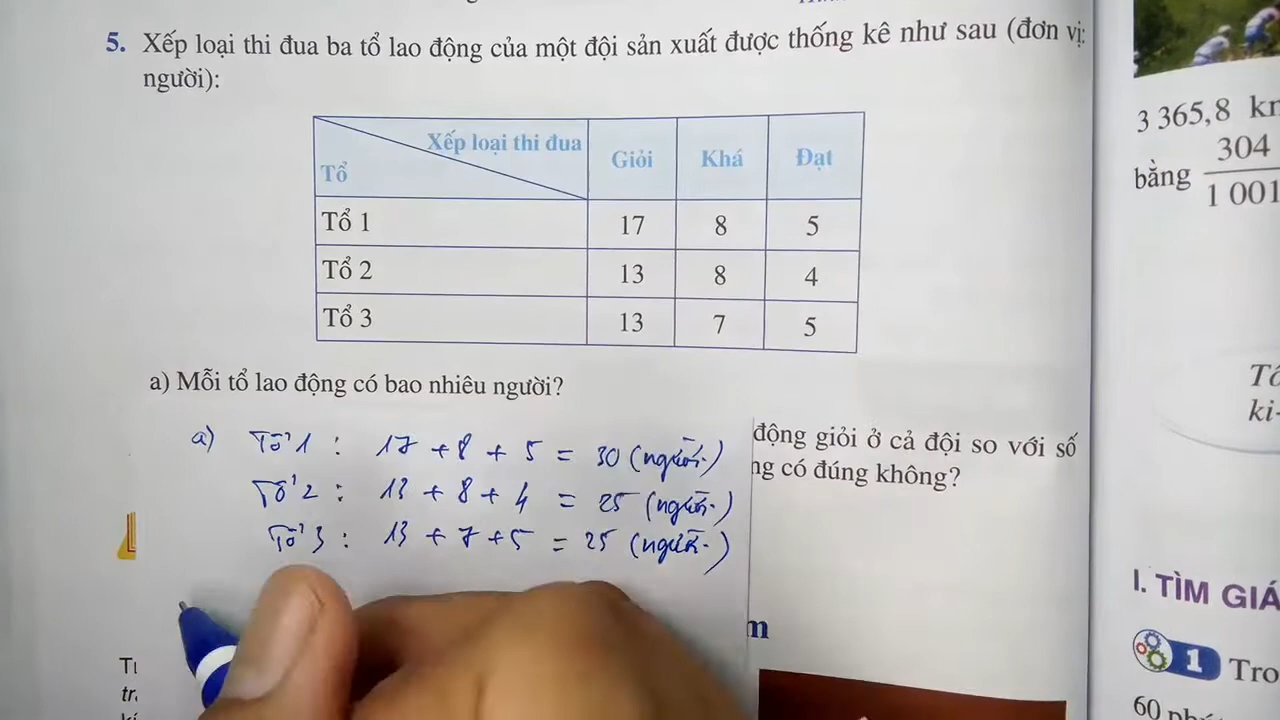 5. Xếp loại thi đua ba tổ lao động của một đội sản xuất được thống kê như sau (đơn vị:
người):
Xếp loại thi đua
Tổ
Giỏi
Khá
Đạt
Tổ 1
17
8
5
Tổ 2
13
8
4
Tổ 3
13
7
5
a) Mỗi tổ lao động có bao nhiêu người?
động giỏi ở cả đội so với số
có đúng không?
a) Tổ 1 : 17 + 8 + 5 = 30 (người)
Tổ 2 : 13 + 8 + 4 = 25 (người)
Tổ 3 : 13 + 7 + 5 = 25 (người)
3 365,8
bằng 304
1 001
I. TÌM GIÁ
1
60